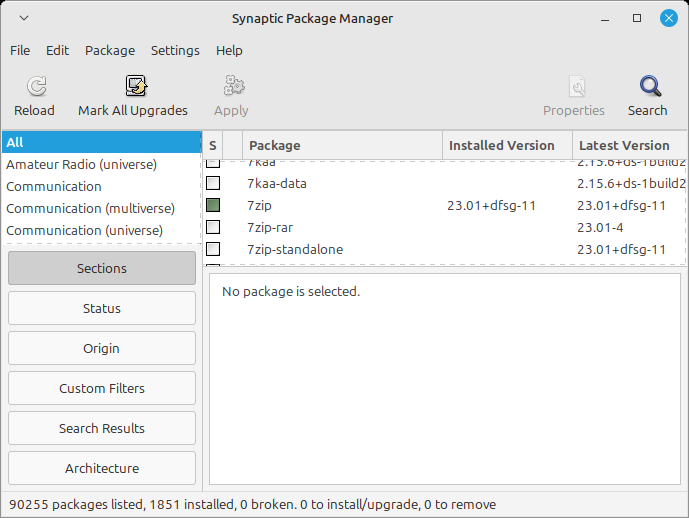 Synaptic Package Manager
File Edit Package Settings Help
Reload Mark All Upgrades Apply Properties Search
All
Amateur Radio (universe)
Communication
Communication (multiverse)
Communication (universe)
Sections
Status
Origin
Custom Filters
Search Results
Architecture
S Package Installed Version Latest Version
7kaa 2.15.6+ds-1build2
7kaa-data 2.15.6+ds-1build2
7zip 23.01+dfsg-11 23.01+dfsg-11
7zip-rar 23.01-4
7zip-standalone 23.01+dfsg-11
No package is selected.
90255 packages listed, 1851 installed, 0 broken. 0 to install/upgrade, 0 to remove